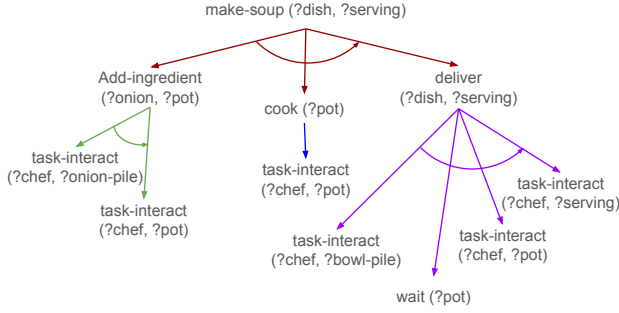 make-soup (?dish, ?serving)
Add-ingredient
(?onion, ?pot)
cook (?pot)
deliver
(?dish, ?serving)
task-interact
(?chef, ?onion-pile)
task-interact
(?chef, ?pot)
task-interact
(?chef, ?pot)
task-interact
(?chef, ?bowl-pile)
wait (?pot)
task-interact
(?chef, ?pot)
task-interact
(?chef, ?serving)